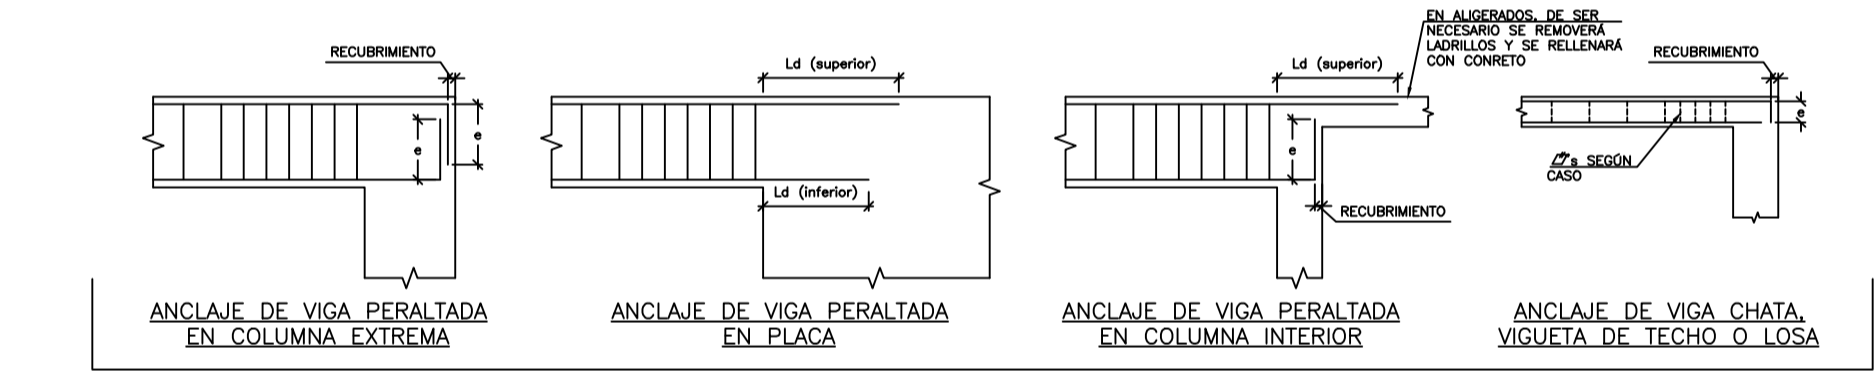 RECUBRIMIENTO
e
e
ANCLAJE DE VIGA PERALTADA
EN COLUMNA EXTREMA
Ld (superior)
Ld (inferior)
ANCLAJE DE VIGA PERALTADA
EN PLACA
Ld (superior)
EN ALIGERADOS, DE SER
NECESARIO SE REMOVERÁ
LADRILLOS Y SE RELLENARÁ
CON CONRETO
e
RECUBRIMIENTO
ANCLAJE DE VIGA PERALTADA
EN COLUMNA INTERIOR
RECUBRIMIENTO
e
s SEGÚN
CASO
ANCLAJE DE VIGA CHATA,
VIGUETA DE TECHO O LOSA